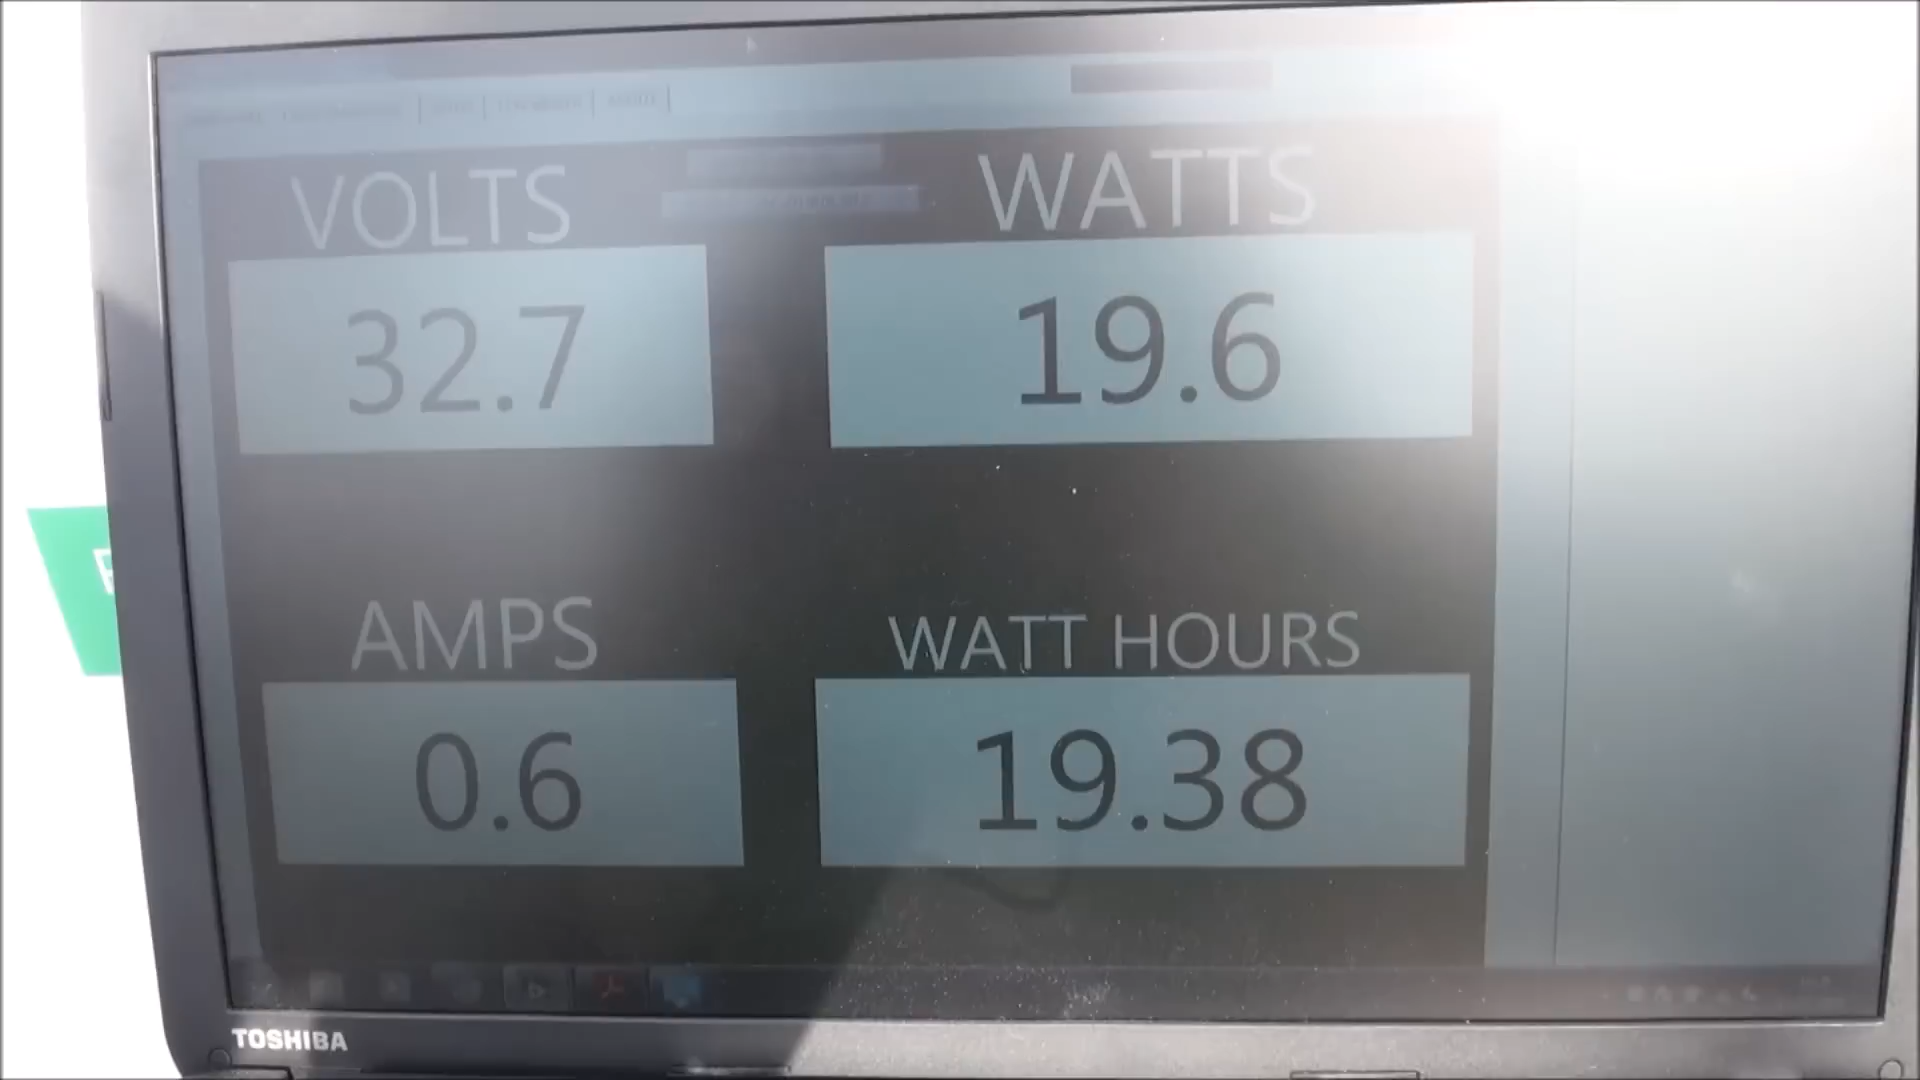 VOLTS
WATTS
32.7
19.6
AMPS
WATT HOURS
0.6
19.38
TOSHIBA